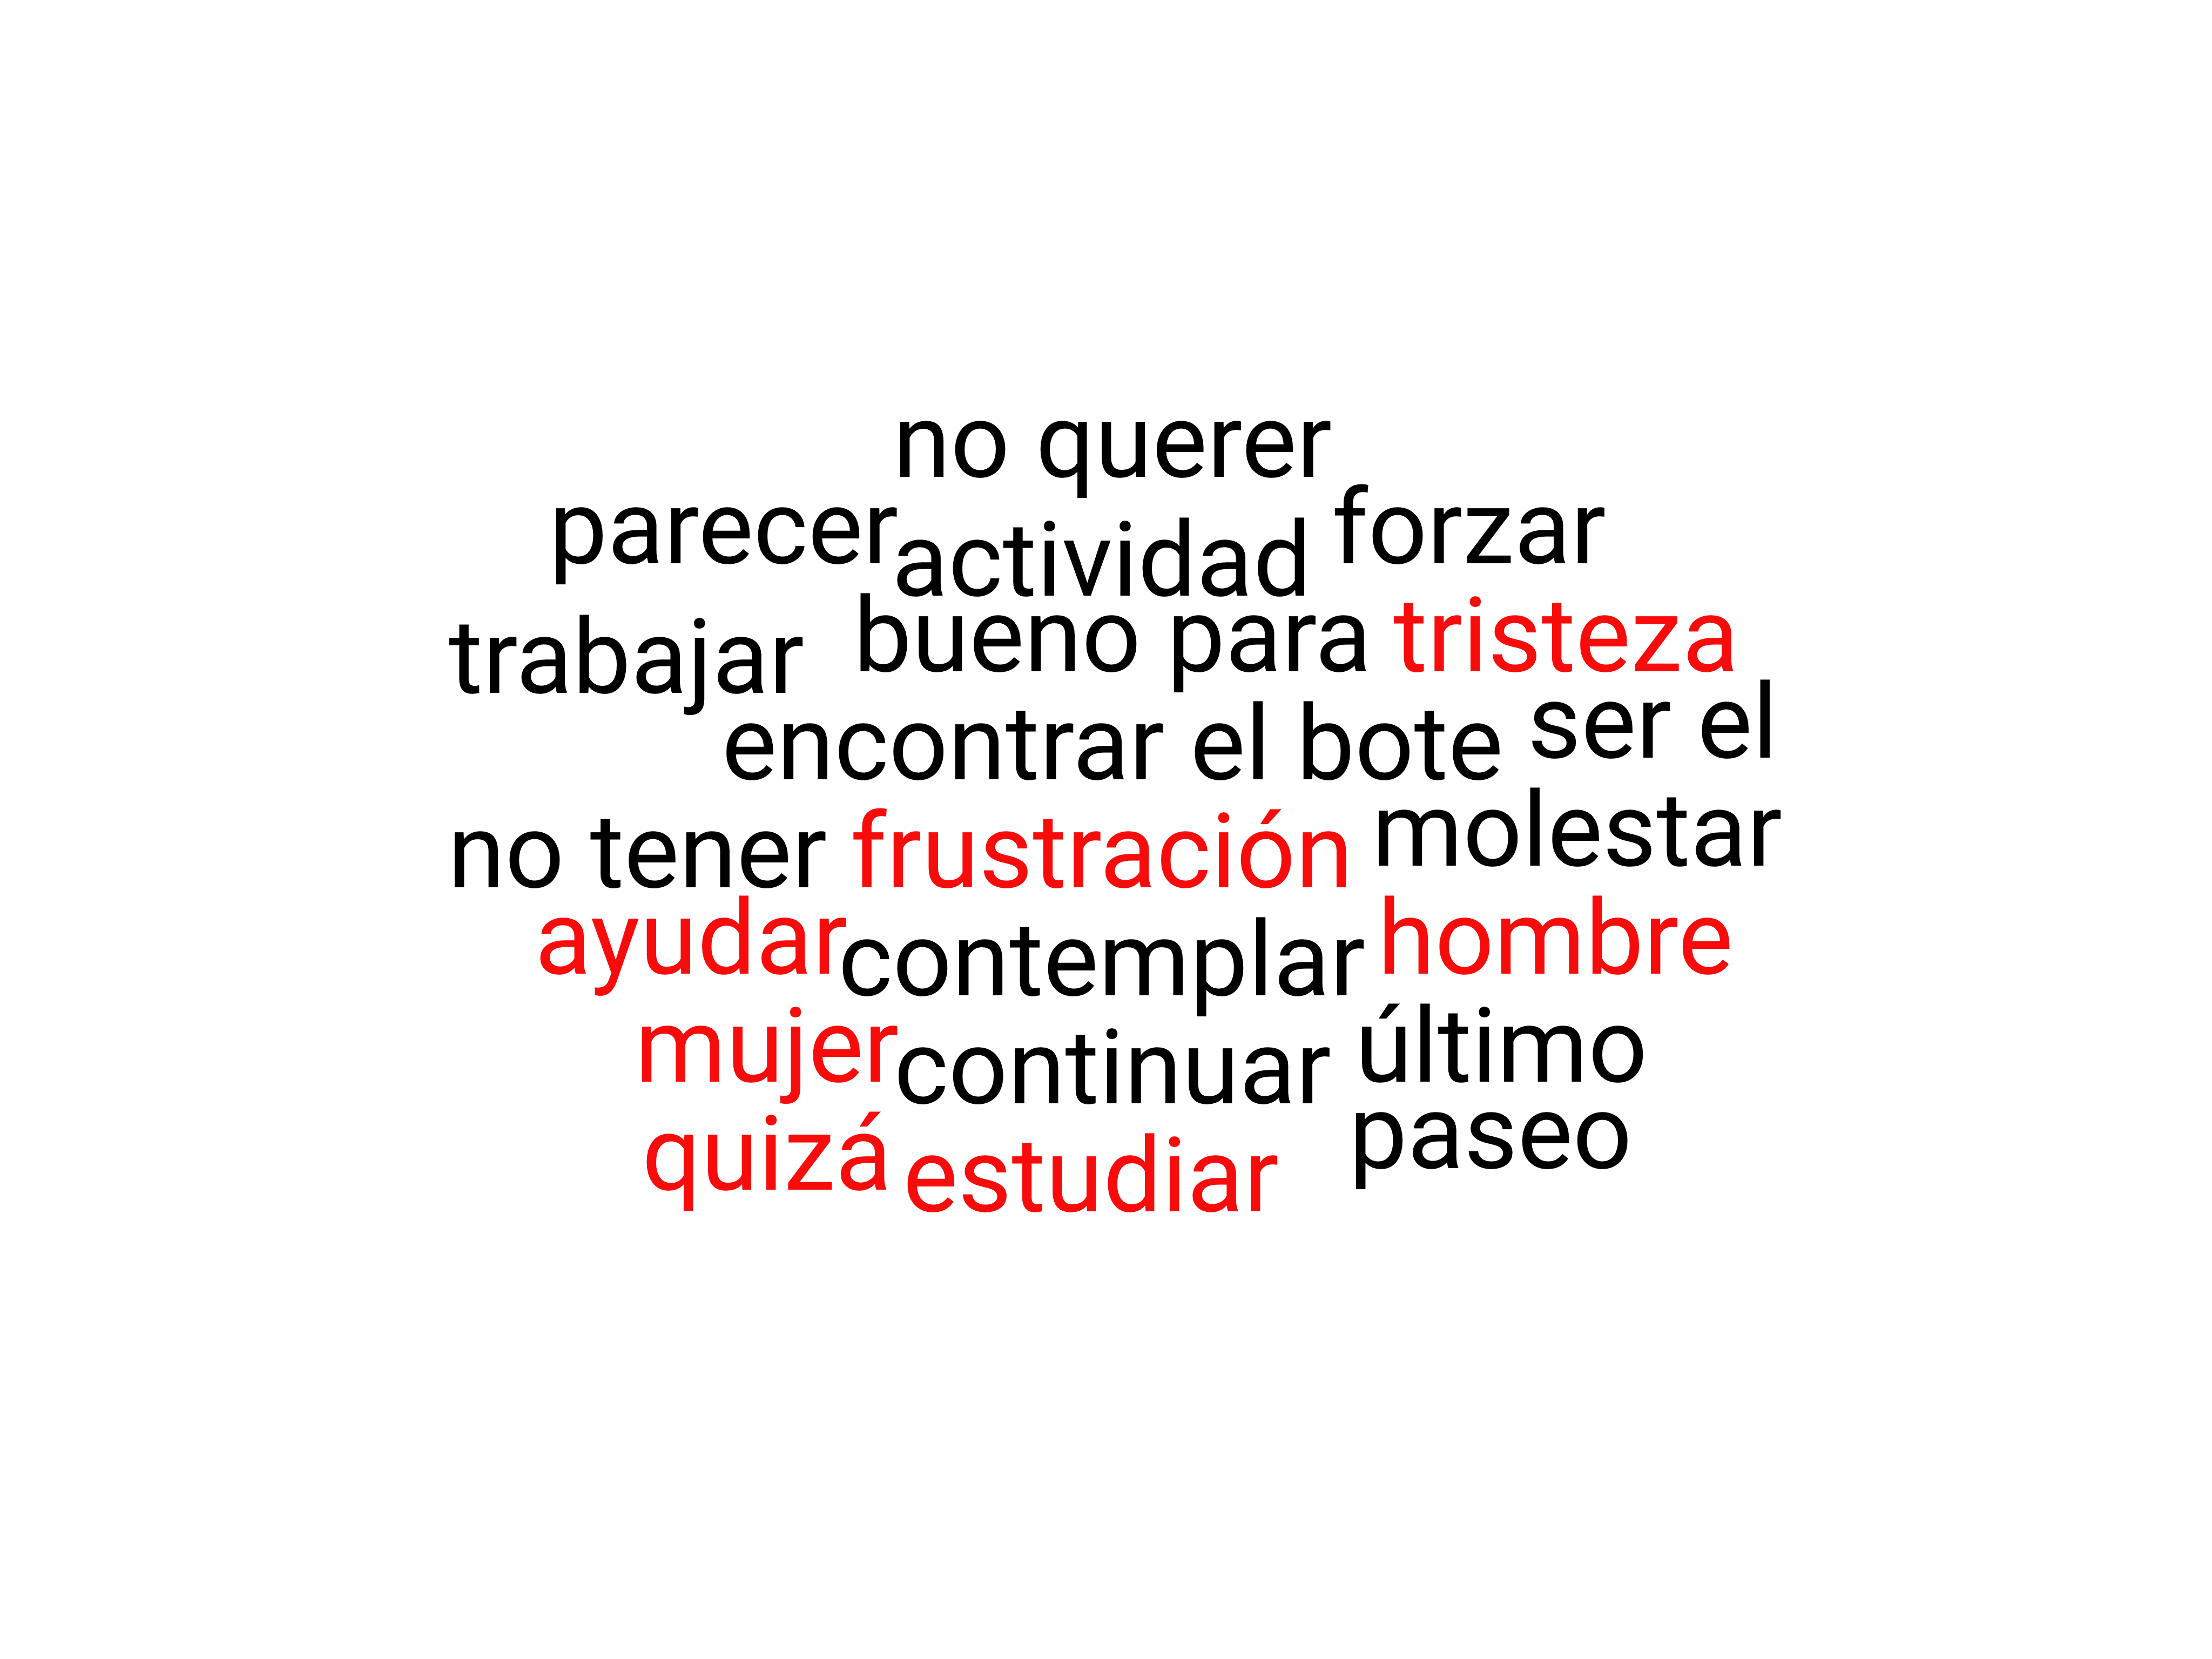 no querer
parecer actividad forzar
trabajar bueno para tristeza
encontrar el bote ser el
no tener frustración molestar
ayudar contemplar hombre
mujer continuar último
quizá estudiar paseo